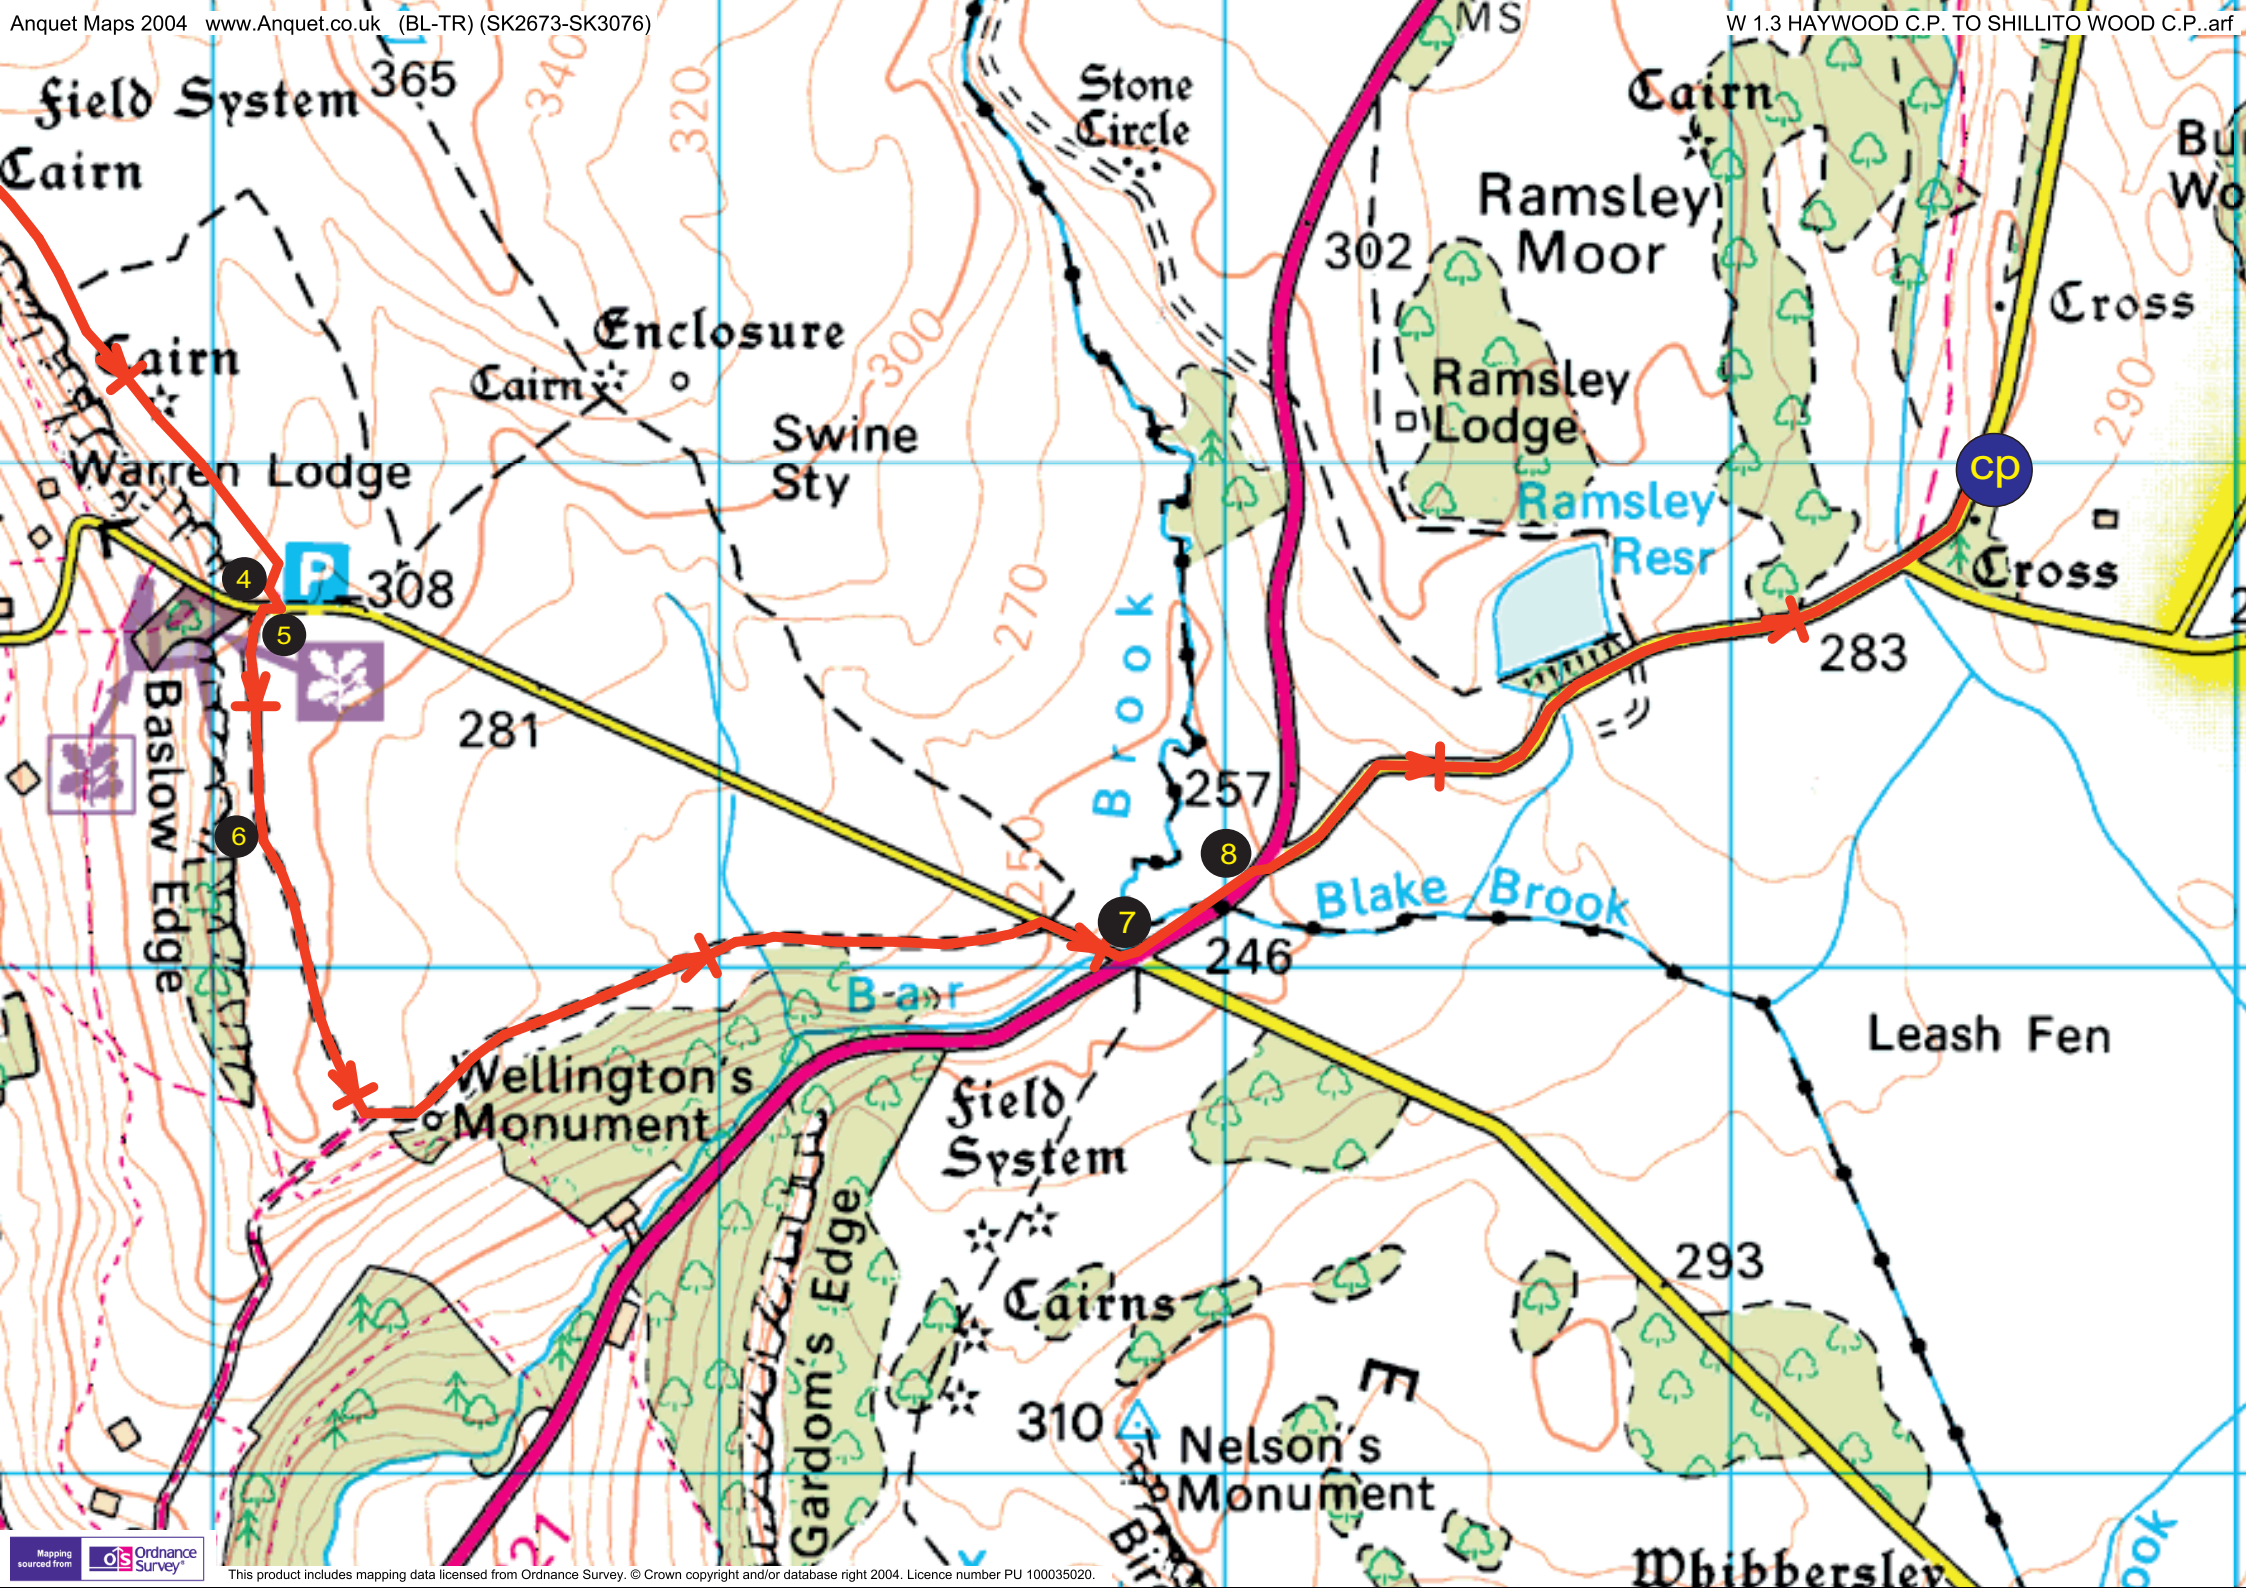 Anquet Maps 2004 www.Anquet.co.uk (BL-TR) (SK2673-SK3076)
W 1.3 HAYWOOD C.P. TO SHILLITO WOOD C.P..arf
MS
365
Field System
340
320
Stone
Circle
Cairn
Cairn
Ramsley
Moor
302
Cross
Enclosure
300
Cairn
Cairn
Ramsley
Lodge
290
Swine
Sty
Warren Lodge
cp
Ramsley
Resr
4
P
308
Cross
5
270
Brook
283
281
Baslow Edge
257
6
250
8
Blake Brook
7
246
Bar
Leash Fen
Wellington's
Monument
Field
System
Gardom's Edge
293
Cairns
E
310
Nelson's
Monument
21
Whibbersley
Mapping
sourced from
OS Ordnance
Survey®
This product includes mapping data licensed from Ordnance Survey. © Crown copyright and/or database right 2004. Licence number PU 100035020.